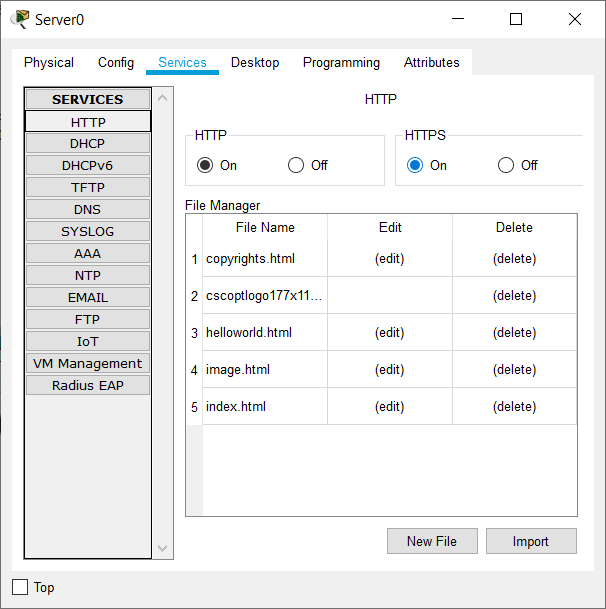 Server0
Physical Config Services Desktop Programming Attributes
SERVICES
HTTP
DHCP
DHCPv6
TFTP
DNS
SYSLOG
AAA
NTP
EMAIL
FTP
IoT
VM Management
Radius EAP
HTTP
HTTP HTTPS
On Off On Off
File Manager
File Name Edit Delete
1 copyrights.html (edit) (delete)
2 cscoptlogo177x11... (delete)
3 helloworld.html (edit) (delete)
4 image.html (edit) (delete)
5 index.html (edit) (delete)
New File Import
Top